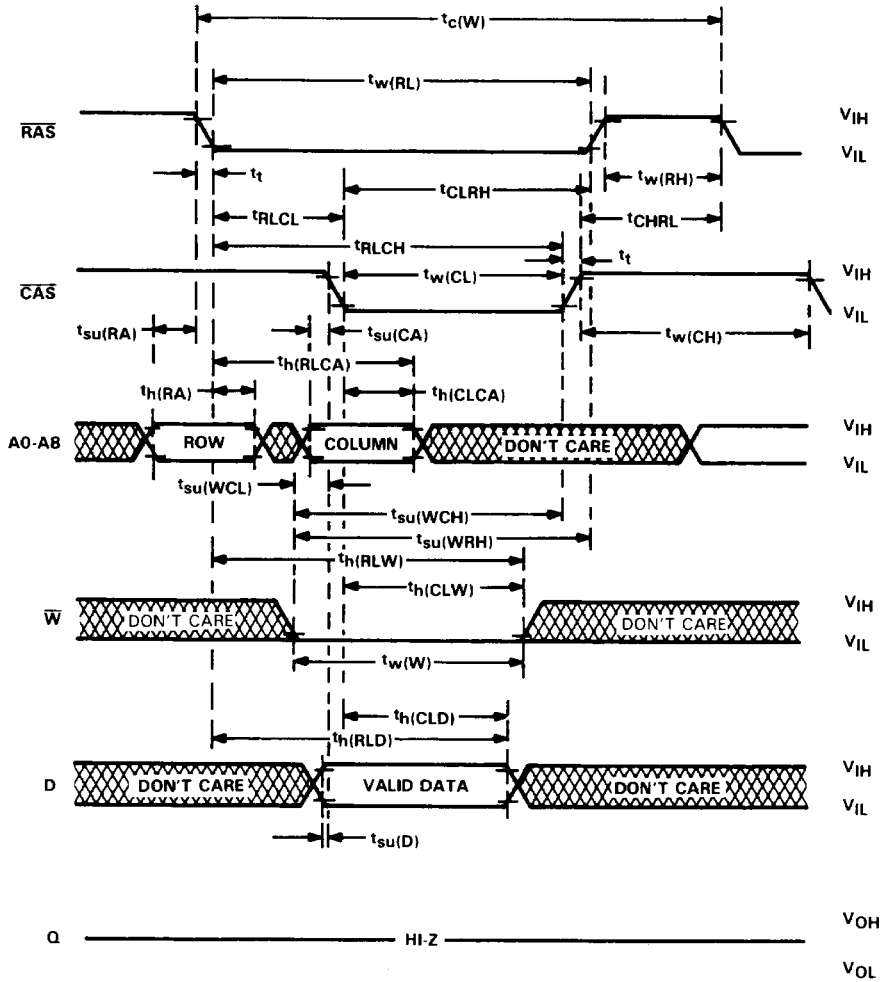 tc(W)
tw(RL)
RAS
VIH
VIL
tt
tCLRH
tw(RH)
tRLCL
tCHRL
tRLCH
tt
CAS
tw(CL)
VIH
VIL
tsu(RA)
tsu(CA)
tw(CH)
th(RLCA)
th(RA)
th(CLCA)
A0-A8
ROW
COLUMN
DON'T CARE
VIH
VIL
tsu(WCL)
tsu(WCH)
tsu(WRH)
th(RLW)
th(CLW)
W
DON'T CARE
DON'T CARE
VIH
VIL
tw(W)
th(CLD)
th(RLD)
D
DON'T CARE
VALID DATA
DON'T CARE
VIH
VIL
tsu(D)
Q
HI-Z
VOH
VOL